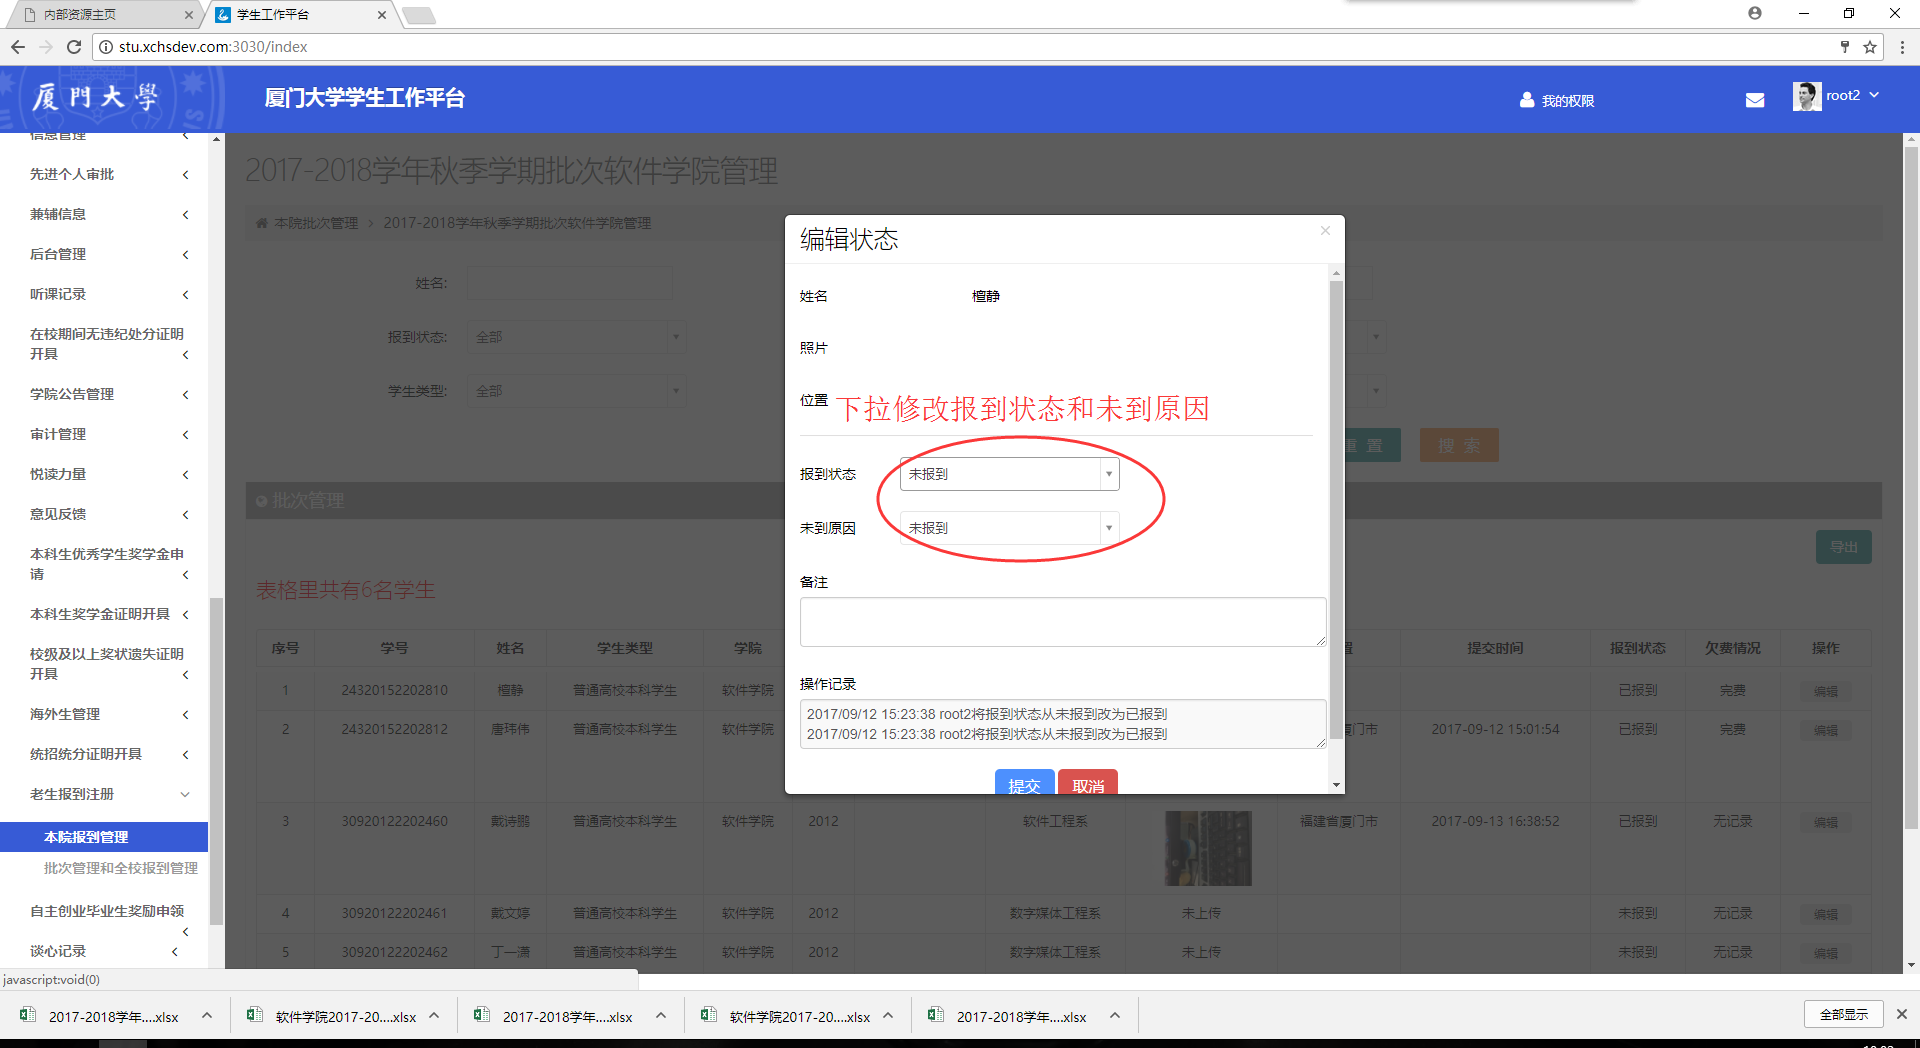 内部资源主页
学生工作平台
stu.xchsdev.com:3030/index
厦門大學
厦门大学学生工作平台
我的权限
root2
信息管理
先进个人审批
兼辅信息
后台管理
听课记录
在校期间无违纪处分证明
开具
学院公告管理
审计管理
悦读力量
意见反馈
本科生优秀学生奖学金申
请
本科生奖学金证明开具
校级及以上奖状遗失证明
开具
海外生管理
统招统分证明开具
老生报到注册
本院报到管理
批次管理和全校报到管理
自主创业毕业生奖励申领
谈心记录
2017-2018学年秋季学期批次软件学院管理
本院批次管理 > 2017-2018学年秋季学期批次软件学院管理
姓名:
报到状态: 全部
学生类型: 全部
重 置 搜 索
批次管理
导出
表格里共有6名学生
序号 学号 姓名 学生类型 学院 置 提交时间 报到状态 欠费情况 操作
1 24320152202810 檀静 普通高校本科学生 软件学院 已报到 完费 编辑
2 24320152202812 唐玮伟 普通高校本科学生 软件学院 厦门市 2017-09-12 15:01:54 已报到 完费 编辑
3 30920122202460 戴诗鹏 普通高校本科学生 软件学院 2012 软件工程系 福建省厦门市 2017-09-13 16:38:52 已报到 无记录 编辑
4 30920122202461 戴文婷 普通高校本科学生 软件学院 2012 数字媒体工程系 未上传 未报到 无记录 编辑
5 30920122202462 丁一潇 普通高校本科学生 软件学院 2012 数字媒体工程系 未上传 未报到 无记录 编辑
编辑状态
×
姓名 檀静
照片
位置
下拉修改报到状态和未到原因
报到状态 未报到
未到原因 未报到
备注
操作记录
2017/09/12 15:23:38 root2将报到状态从未报到改为已报到
2017/09/12 15:23:38 root2将报到状态从未报到改为已报到
提交 取消
javascript:void(0)
2017-2018学年....xlsx
软件学院2017-20....xlsx
2017-2018学年....xlsx
软件学院2017-20....xlsx
2017-2018学年....xlsx
全部显示